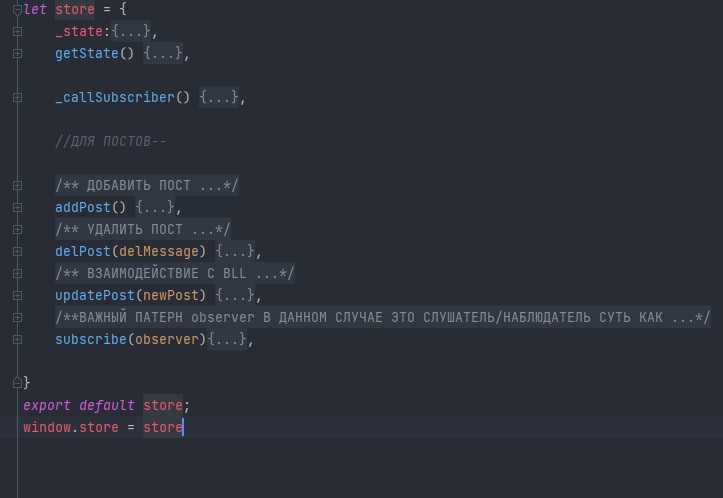 let store = {
_state:{...},
getState() {...},
_callSubscriber() {...},
//ДЛЯ ПОСТОВ--
/** ДОБАВИТЬ ПОСТ ...*/
addPost() {...},
/** УДАЛИТЬ ПОСТ ...*/
delPost(delMessage) {...},
/** ВЗАИМОДЕЙСТВИЕ С BLL ...*/
updatePost(newPost) {...},
/**ВАЖНЫЙ ПАТЕРН observer В ДАННОМ СЛУЧАЕ ЭТО СЛУШАТЕЛЬ/НАБЛЮДАТЕЛЬ СУТЬ КАК ...*/
subscribe(observer){...},
}
export default store;
window.store = store